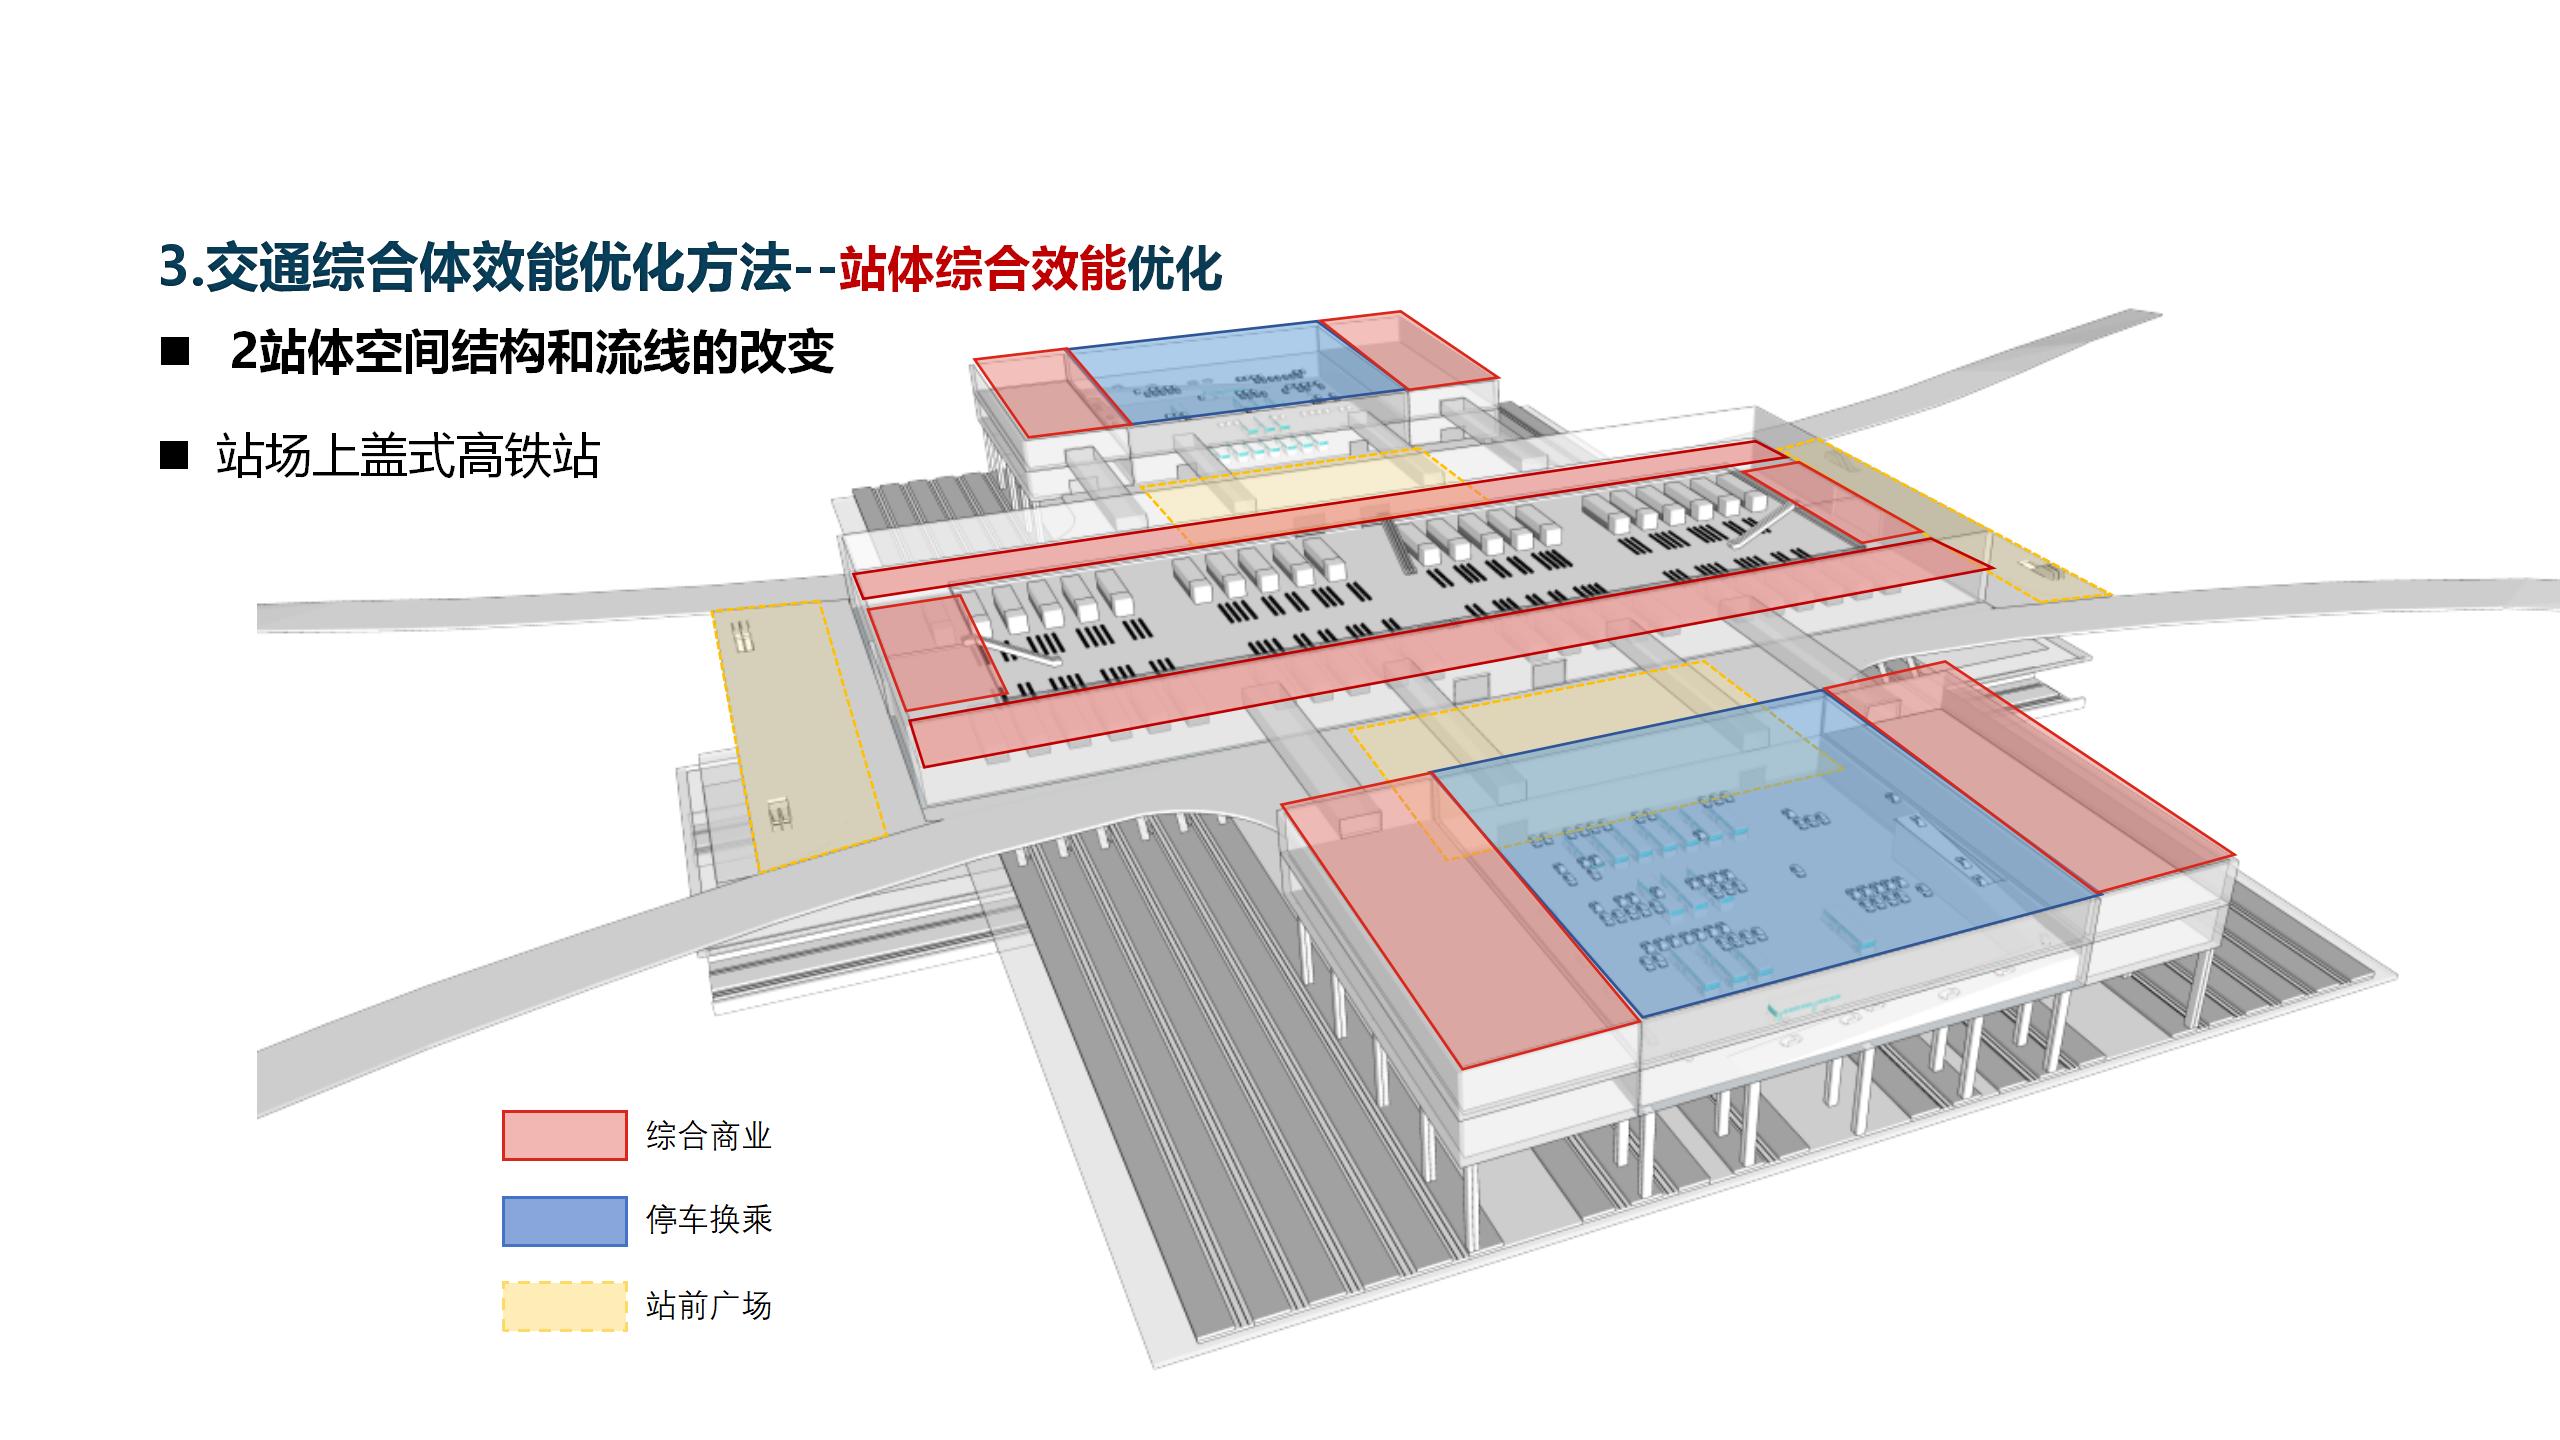 3.交通综合体效能优化方法--站体综合效能优化
■ 2站体空间结构和流线的改变
■ 站场上盖式高铁站
综合商业
停车换乘
站前广场